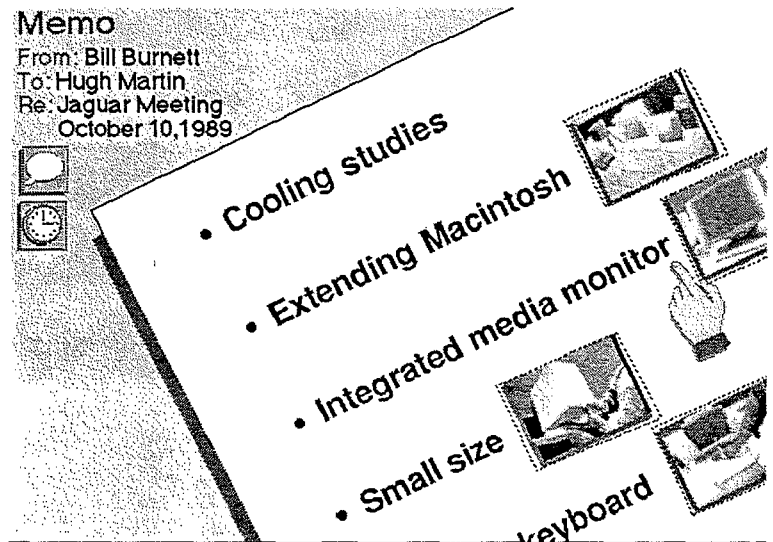 Memo
From: Bill Burnett
To: Hugh Martin
Re: Jaguar Meeting
October 10,1989
• Cooling studies
• Extending Macintosh
• Integrated media monitor
• Small size
keyboard